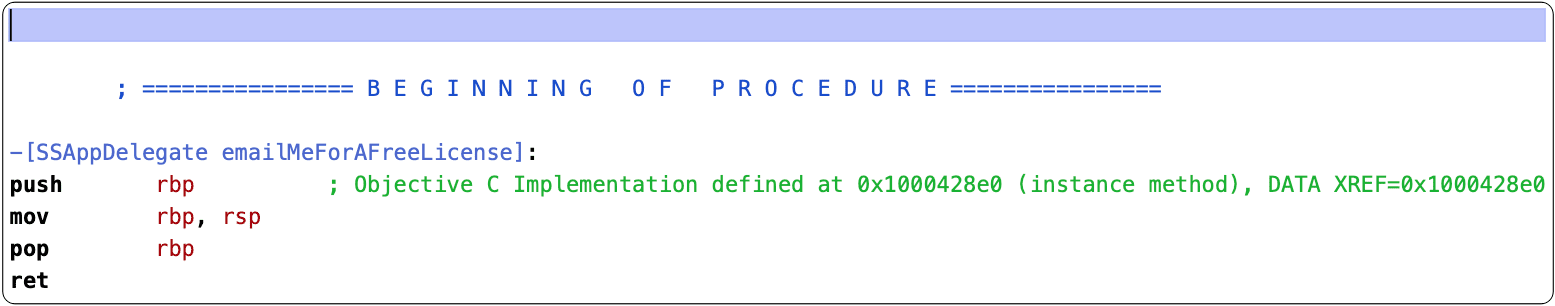 ; ================ B E G I N N I N G   O F   P R O C E D U R E ================
-[SSAppDelegate emailMeForAFreeLicense]:
push       rbp          ; Objective C Implementation defined at 0x1000428e0 (instance method), DATA XREF=0x1000428e0
mov        rbp, rsp
pop        rbp
ret